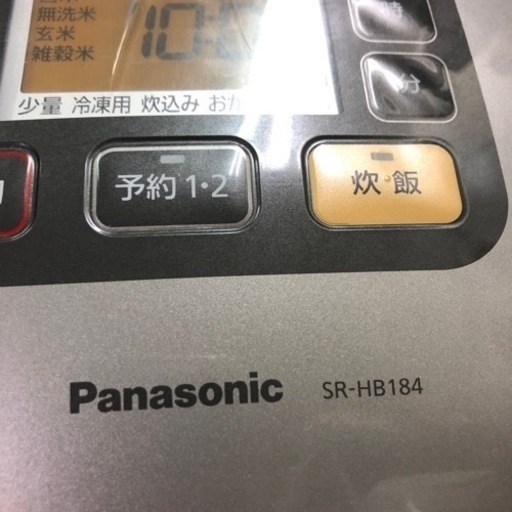 無洗米
玄米
雑穀米
少量 冷凍用 炊込み
時
分
予約 1・2
炊・飯
Panasonic
SR-HB184